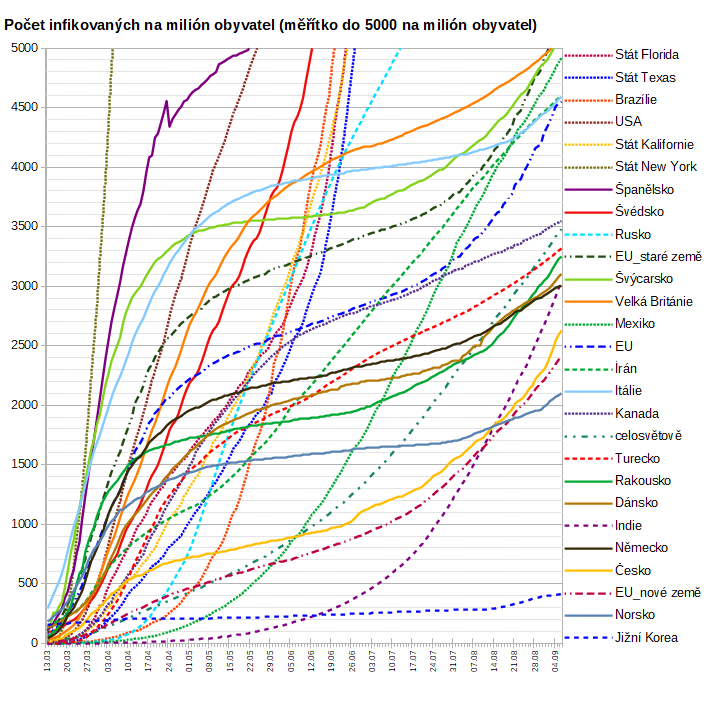 Počet infikovaných na milión obyvatel (měřítko do 5000 na milión obyvatel)
5000
4500
4000
3500
3000
2500
2000
1500
1000
500
0
13.03
20.03
27.03
03.04
10.04
17.04
24.04
01.05
08.05
15.05
22.05
29.05
05.06
12.06
19.06
26.06
03.07
10.07
17.07
24.07
31.07
07.08
14.08
21.08
28.08
04.09
Stát Florida
Stát Texas
Brazílie
USA
Stát Kalifornie
Stát New York
Španělsko
Švédsko
Rusko
EU_staré země
Švýcarsko
Velká Británie
Mexiko
EU
Írán
Itálie
Kanada
celosvětově
Turecko
Rakousko
Dánsko
Indie
Německo
Česko
EU_nové země
Norsko
Jižní Korea